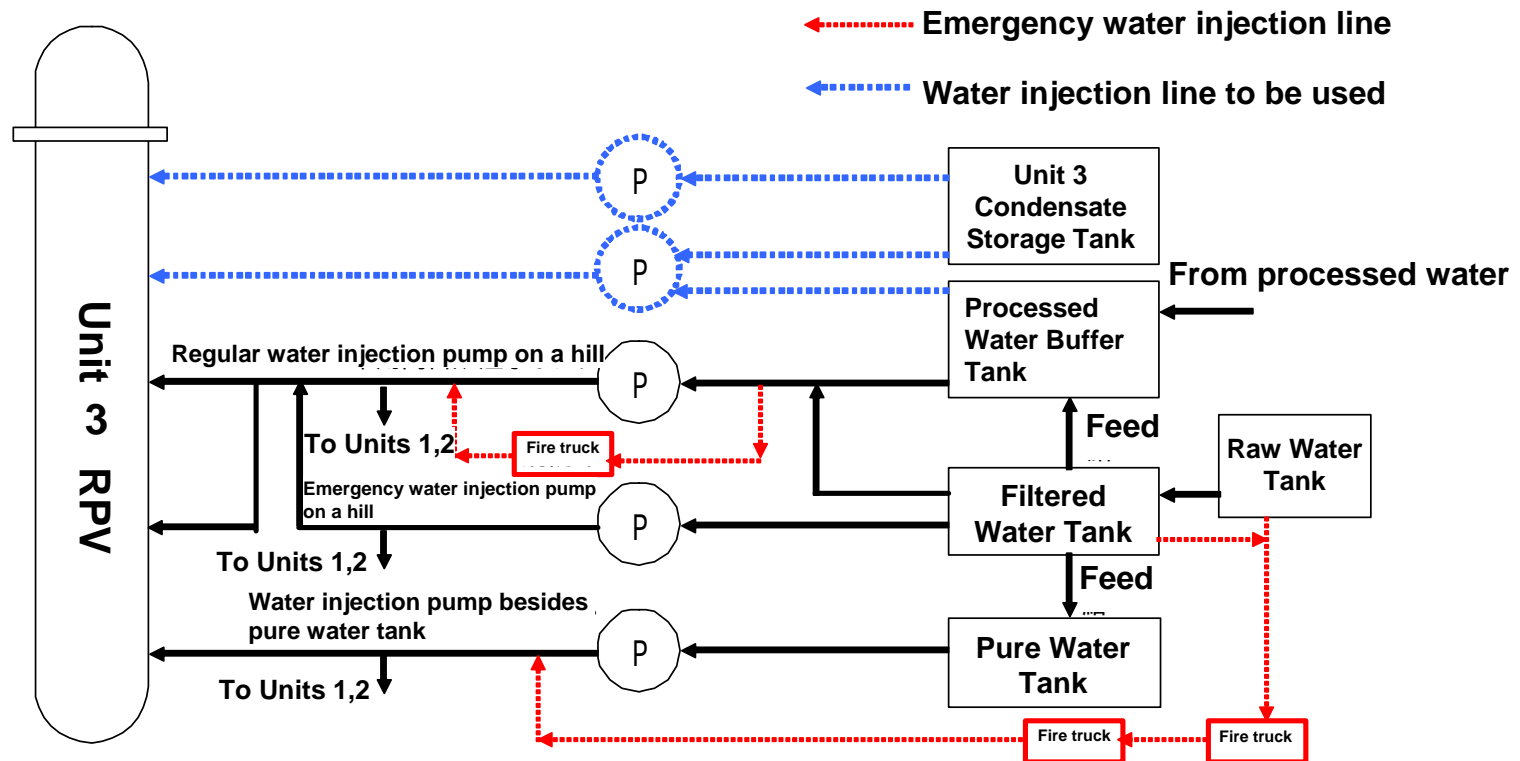 Emergency water injection line
Water injection line to be used
P
Unit 3
Condensate
Storage Tank
P
From processed water
Processed
Water Buffer
Tank
Regular water injection pump on a hill
P
To Units 1,2
Fire truck
Feed
Raw Water
Tank
Emergency water injection pump
on a hill
P
Filtered
Water Tank
To Units 1,2
Feed
Water injection pump besides
pure water tank
P
Pure Water
Tank
To Units 1,2
Fire truck
Fire truck
Unit 3 RPV